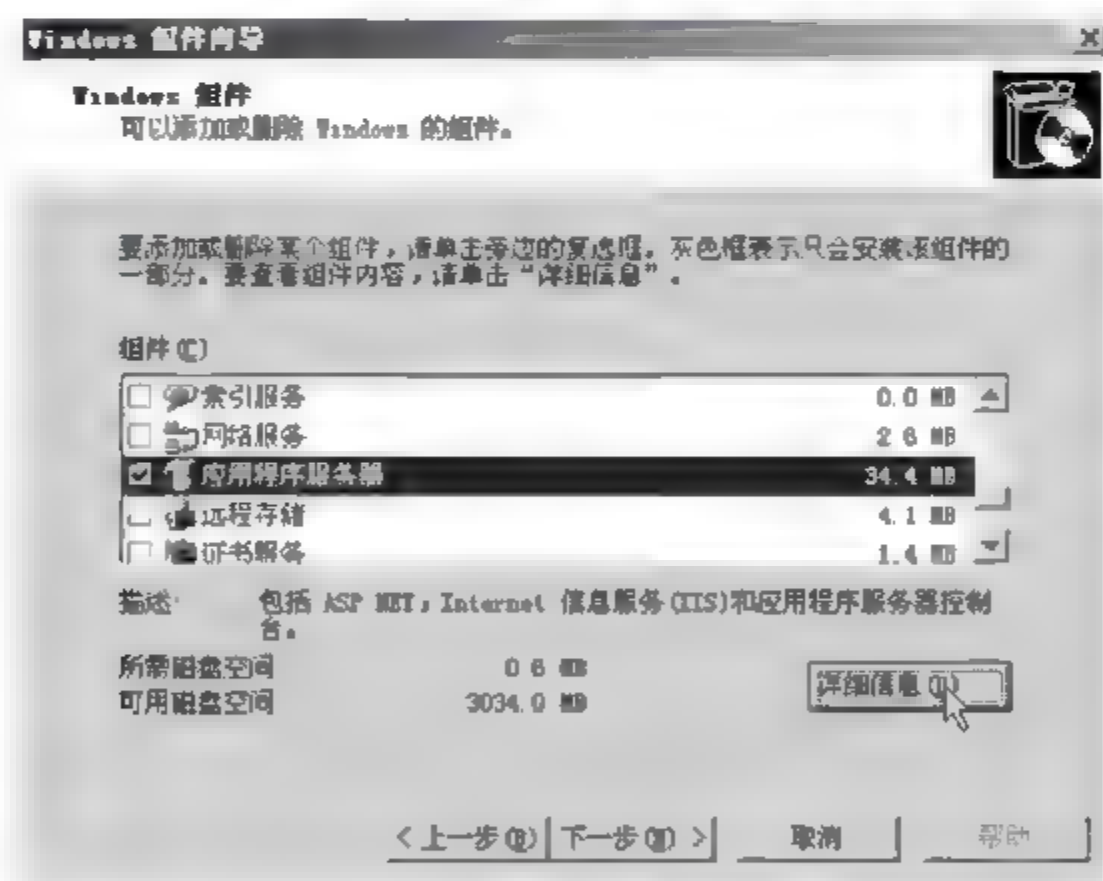 Windows 组件向导
Windows 组件
可以添加或删除 Windows 的组件。
要添加或删除某个组件，请单击旁边的复选框。灰色框表示只会安装该组件的
一部分。要查看组件内容，请单击“详细信息”。
组件(C)
索引服务 0.0 MB
网络服务 2.6 MB
应用程序服务器 34.4 MB
远程存储 4.1 MB
证书服务 1.4 MB
描述: 包括 ASP.NET, Internet 信息服务(IIS)和应用程序服务器控制
台。
所需磁盘空间 0.6 MB
可用磁盘空间 3034.0 MB
详细信息(D)
< 上一步(B) 下一步(N) > 取消 帮助